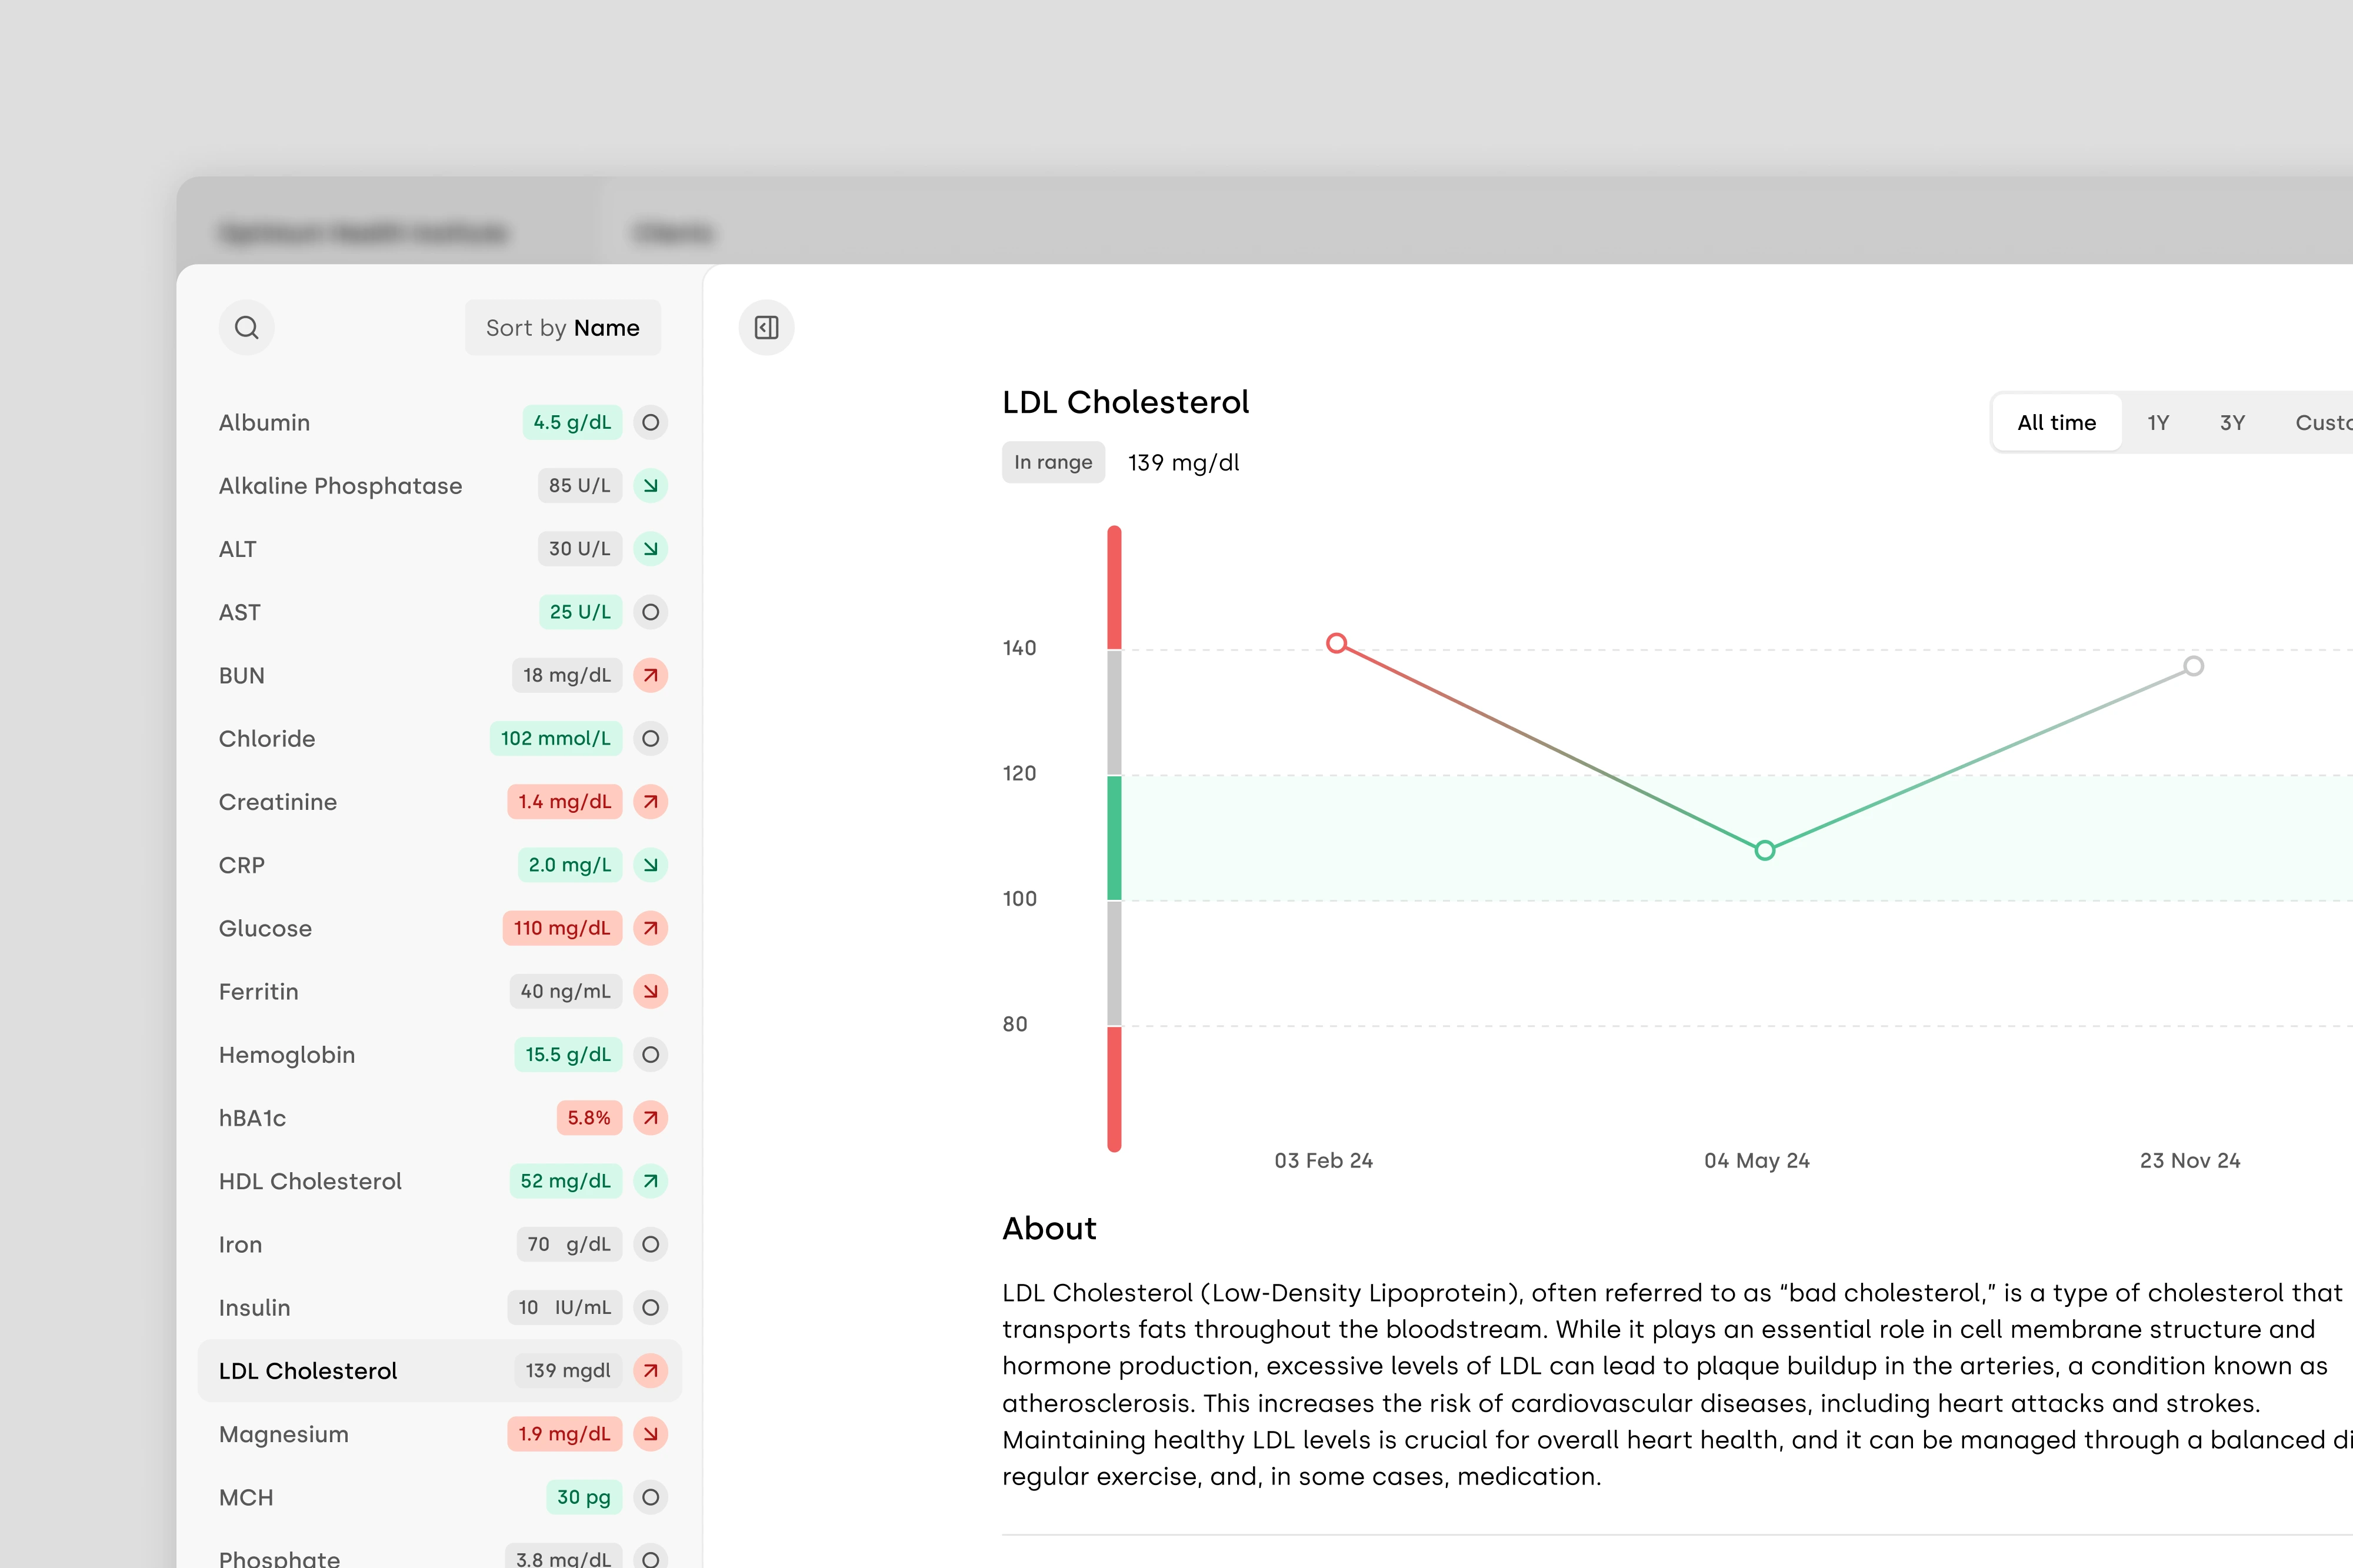 Optimum Health Institute
Clients
Sort by Name
Albumin 4.5 g/dL
Alkaline Phosphatase 85 U/L
ALT 30 U/L
AST 25 U/L
BUN 18 mg/dL
Chloride 102 mmol/L
Creatinine 1.4 mg/dL
CRP 2.0 mg/L
Glucose 110 mg/dL
Ferritin 40 ng/mL
Hemoglobin 15.5 g/dL
hBA1c 5.8%
HDL Cholesterol 52 mg/dL
Iron 70 g/dL
Insulin 10 IU/mL
LDL Cholesterol 139 mgdl
Magnesium 1.9 mg/dL
MCH 30 pg
Phosphate 3.8 mg/dL
LDL Cholesterol
In range 139 mg/dl
All time 1Y 3Y
140
120
100
80
03 Feb 24 04 May 24 23 Nov 24
About
LDL Cholesterol (Low-Density Lipoprotein), often referred to as “bad cholesterol,” is a type of cholesterol that
transports fats throughout the bloodstream. While it plays an essential role in cell membrane structure and
hormone production, excessive levels of LDL can lead to plaque buildup in the arteries, a condition known as
atherosclerosis. This increases the risk of cardiovascular diseases, including heart attacks and strokes.
Maintaining healthy LDL levels is crucial for overall heart health, and it can be managed through a balanced
regular exercise, and, in some cases, medication.